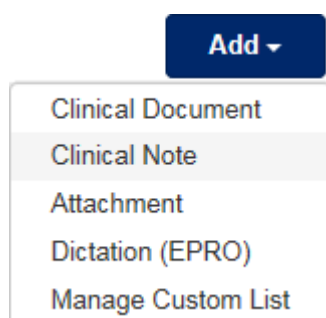 Add
Clinical Document
Clinical Note
Attachment
Dictation (EPRO)
Manage Custom List